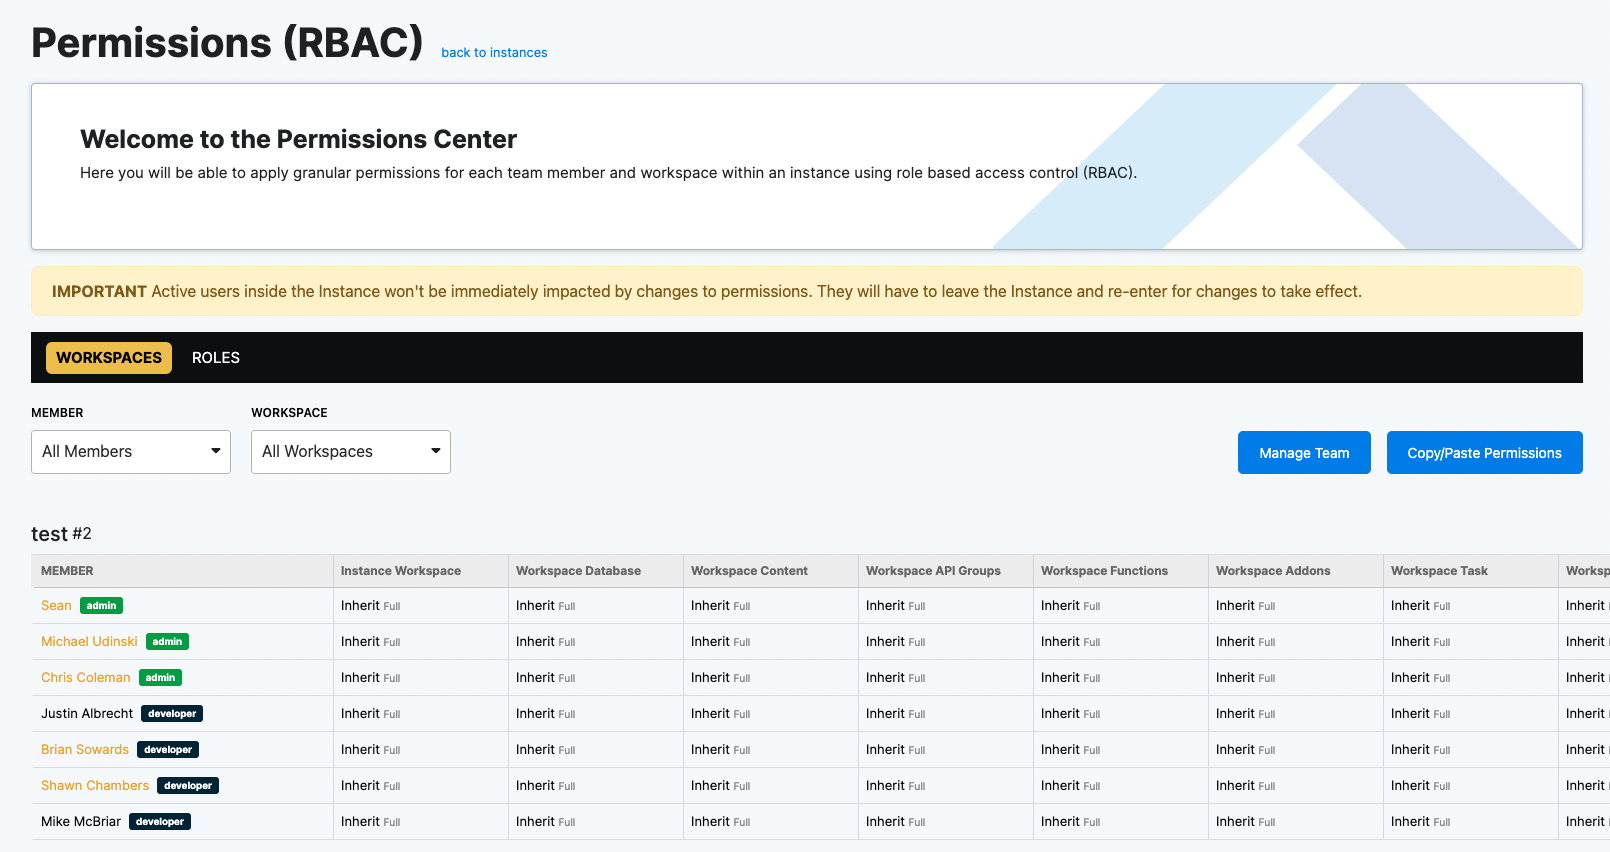 Permissions (RBAC) back to instances
Welcome to the Permissions Center
Here you will be able to apply granular permissions for each team member and workspace within an instance using role based access control (RBAC).
IMPORTANT Active users inside the Instance won't be immediately impacted by changes to permissions. They will have to leave the Instance and re-enter for changes to take effect.
WORKSPACES ROLES
MEMBER WORKSPACE
All Members All Workspaces Manage Team Copy/Paste Permissions
test #2
MEMBER Instance Workspace Workspace Database Workspace Content Workspace API Groups Workspace Functions Workspace Addons Workspace Task Worksp
Sean admin Inherit Full Inherit Full Inherit Full Inherit Full Inherit Full Inherit Full Inherit Full Inherit
Michael Udinski admin Inherit Full Inherit Full Inherit Full Inherit Full Inherit Full Inherit Full Inherit Full Inherit
Chris Coleman admin Inherit Full Inherit Full Inherit Full Inherit Full Inherit Full Inherit Full Inherit Full Inherit
Justin Albrecht developer Inherit Full Inherit Full Inherit Full Inherit Full Inherit Full Inherit Full Inherit Full Inherit
Brian Sowards developer Inherit Full Inherit Full Inherit Full Inherit Full Inherit Full Inherit Full Inherit Full Inherit
Shawn Chambers developer Inherit Full Inherit Full Inherit Full Inherit Full Inherit Full Inherit Full Inherit Full Inherit
Mike McBriar developer Inherit Full Inherit Full Inherit Full Inherit Full Inherit Full Inherit Full Inherit Full Inherit